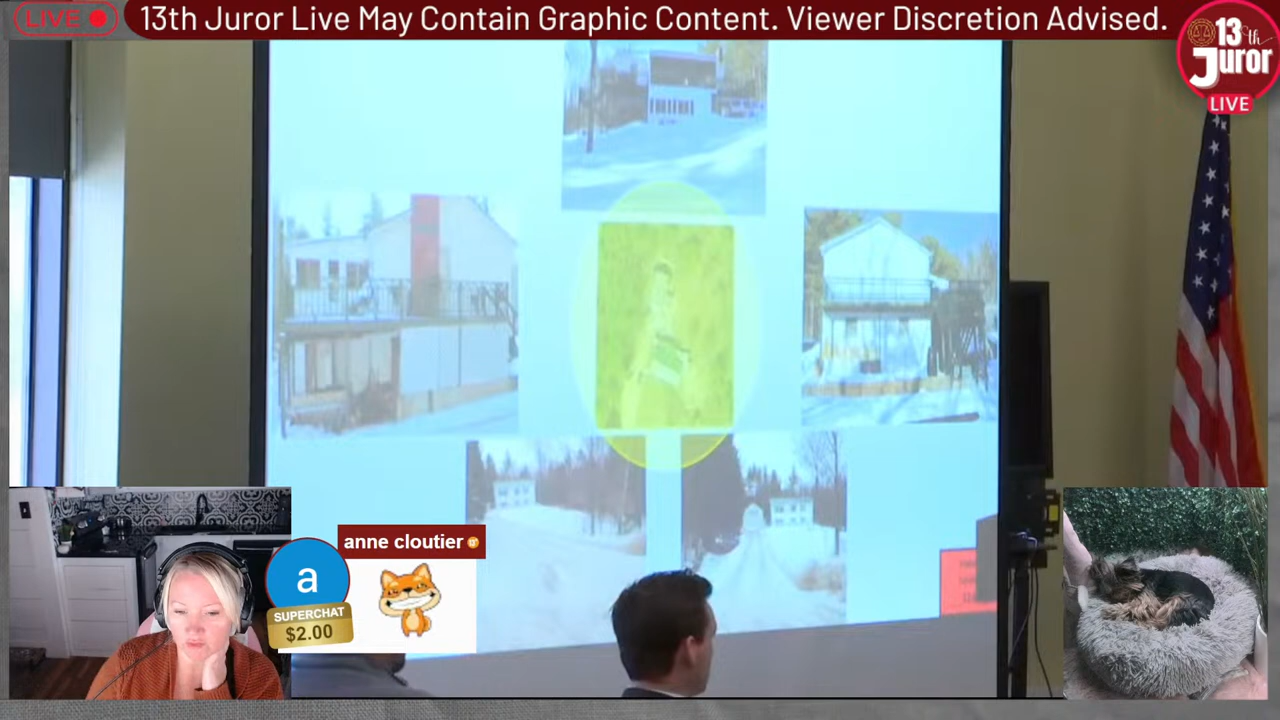 LIVE
13th Juror Live May Contain Graphic Content. Viewer Discretion Advised.
13th
Juror
LIVE
anne cloutier
a
SUPERCHAT
$2.00